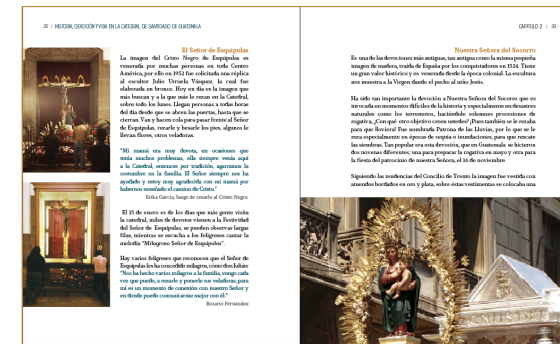 32 | HISTORIA, DEVOCIÓN Y VIDA EN LA CATEDRAL DE SANTIAGO DE GUATEMALA
El Señor de Esquipulas
La imagen del Cristo Negro de Esquipulas es
venerada por muchas personas en toda Centro
América, por ello en 1952 fue solicitada una réplica
al escultor Julio Urruela Vásquez, la cual fue
elaborada en bronce. Hoy en día es la imagen que
más buscan y a la que más le rezan en la Catedral,
sobre todo los lunes. Llegan personas a todas horas
del día desde que se abren las puertas, hasta que se
cierran. Van y hacen cola para pasar frente al Señor
de Esquipulas, rezarle y besarle los pies, algunos le
llevan flores, otros veladoras.
"Mi mamá era muy devota, en ocasiones que
tenía muchos problemas, ella siempre venía aquí
a la Catedral, entonces por tradición, agarramos la
costumbre en la familia. El Señor siempre nos ha
ayudado y estoy muy agradecida con mi mamá por
habernos enseñado el camino de Cristo."
Erika García, luego de rezarle al Cristo Negro.
El 15 de enero es de los días que más gente visita
la catedral, miles de devotos vienen a la Festividad
del Señor de Esquipulas, se pueden observar largas
filas, mientras se escucha a los feligreses cantar la
melodía "Milagroso Señor de Esquipulas".
Hay varios feligreses que reconocen que el Señor de
Esquipulas les ha concedido milagros, cómo don Julián:
"Nos ha hecho varios milagros a la familia, vengo cada
vez que puedo, a rezarle y ponerle sus veladoras, para
mí es un momento de conexión con nuestro Señor y
en donde puedo comunicarme mejor con él."
Rosario Fernández
CAPITULO 2 | 33
Nuestra Señora del Socorro
Es una de las devociones más antiguas, tan antigua como la misma pequeña
imagen de madera, traída de España por los conquistadores en 1524. Tiene
un gran valor histórico y es venerada desde la época colonial. La escultura
nos muestra a la Virgen dando el pecho al niño Jesús.
Ha sido tan importante la devoción a Nuestra Señora del Socorro que es
invocada en momentos difíciles de la historia y especialmente en desastres
naturales como los terremotos, haciéndole solemnes procesiones de
rogativa, ¿Con qué otro objetivo creen ustedes? ¡Pues también se le rezaba
para que lloviera! Fue nombrada Patrona de las Lluvias, por lo que se le
reza especialmente en épocas de sequía o inundaciones, para que rescate
las siembras. Tan popular era esta devoción, que en Guatemala se hicieron
dos novenas diferentes; una para preparar la rogativa en mayo y otra para
la fiesta del patrocinio de nuestra Señora, el 16 de noviembre.
Siguiendo las tendencias del Concilio de Trento la imagen fue vestida con
atuendos bordados en oro y plata, sobre éstas vestimentas se colocaba una